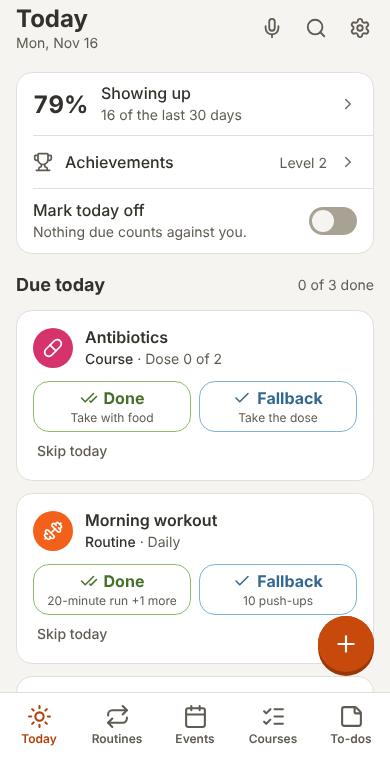 Today
Mon, Nov 16
79%
Showing up
16 of the last 30 days
Achievements
Level 2
Mark today off
Nothing due counts against you.
Due today
0 of 3 done
Antibiotics
Course · Dose 0 of 2
Done
Take with food
Fallback
Take the dose
Skip today
Morning workout
Routine · Daily
Done
20-minute run +1 more
Fallback
10 push-ups
Skip today
Today
Routines
Events
Courses
To-dos